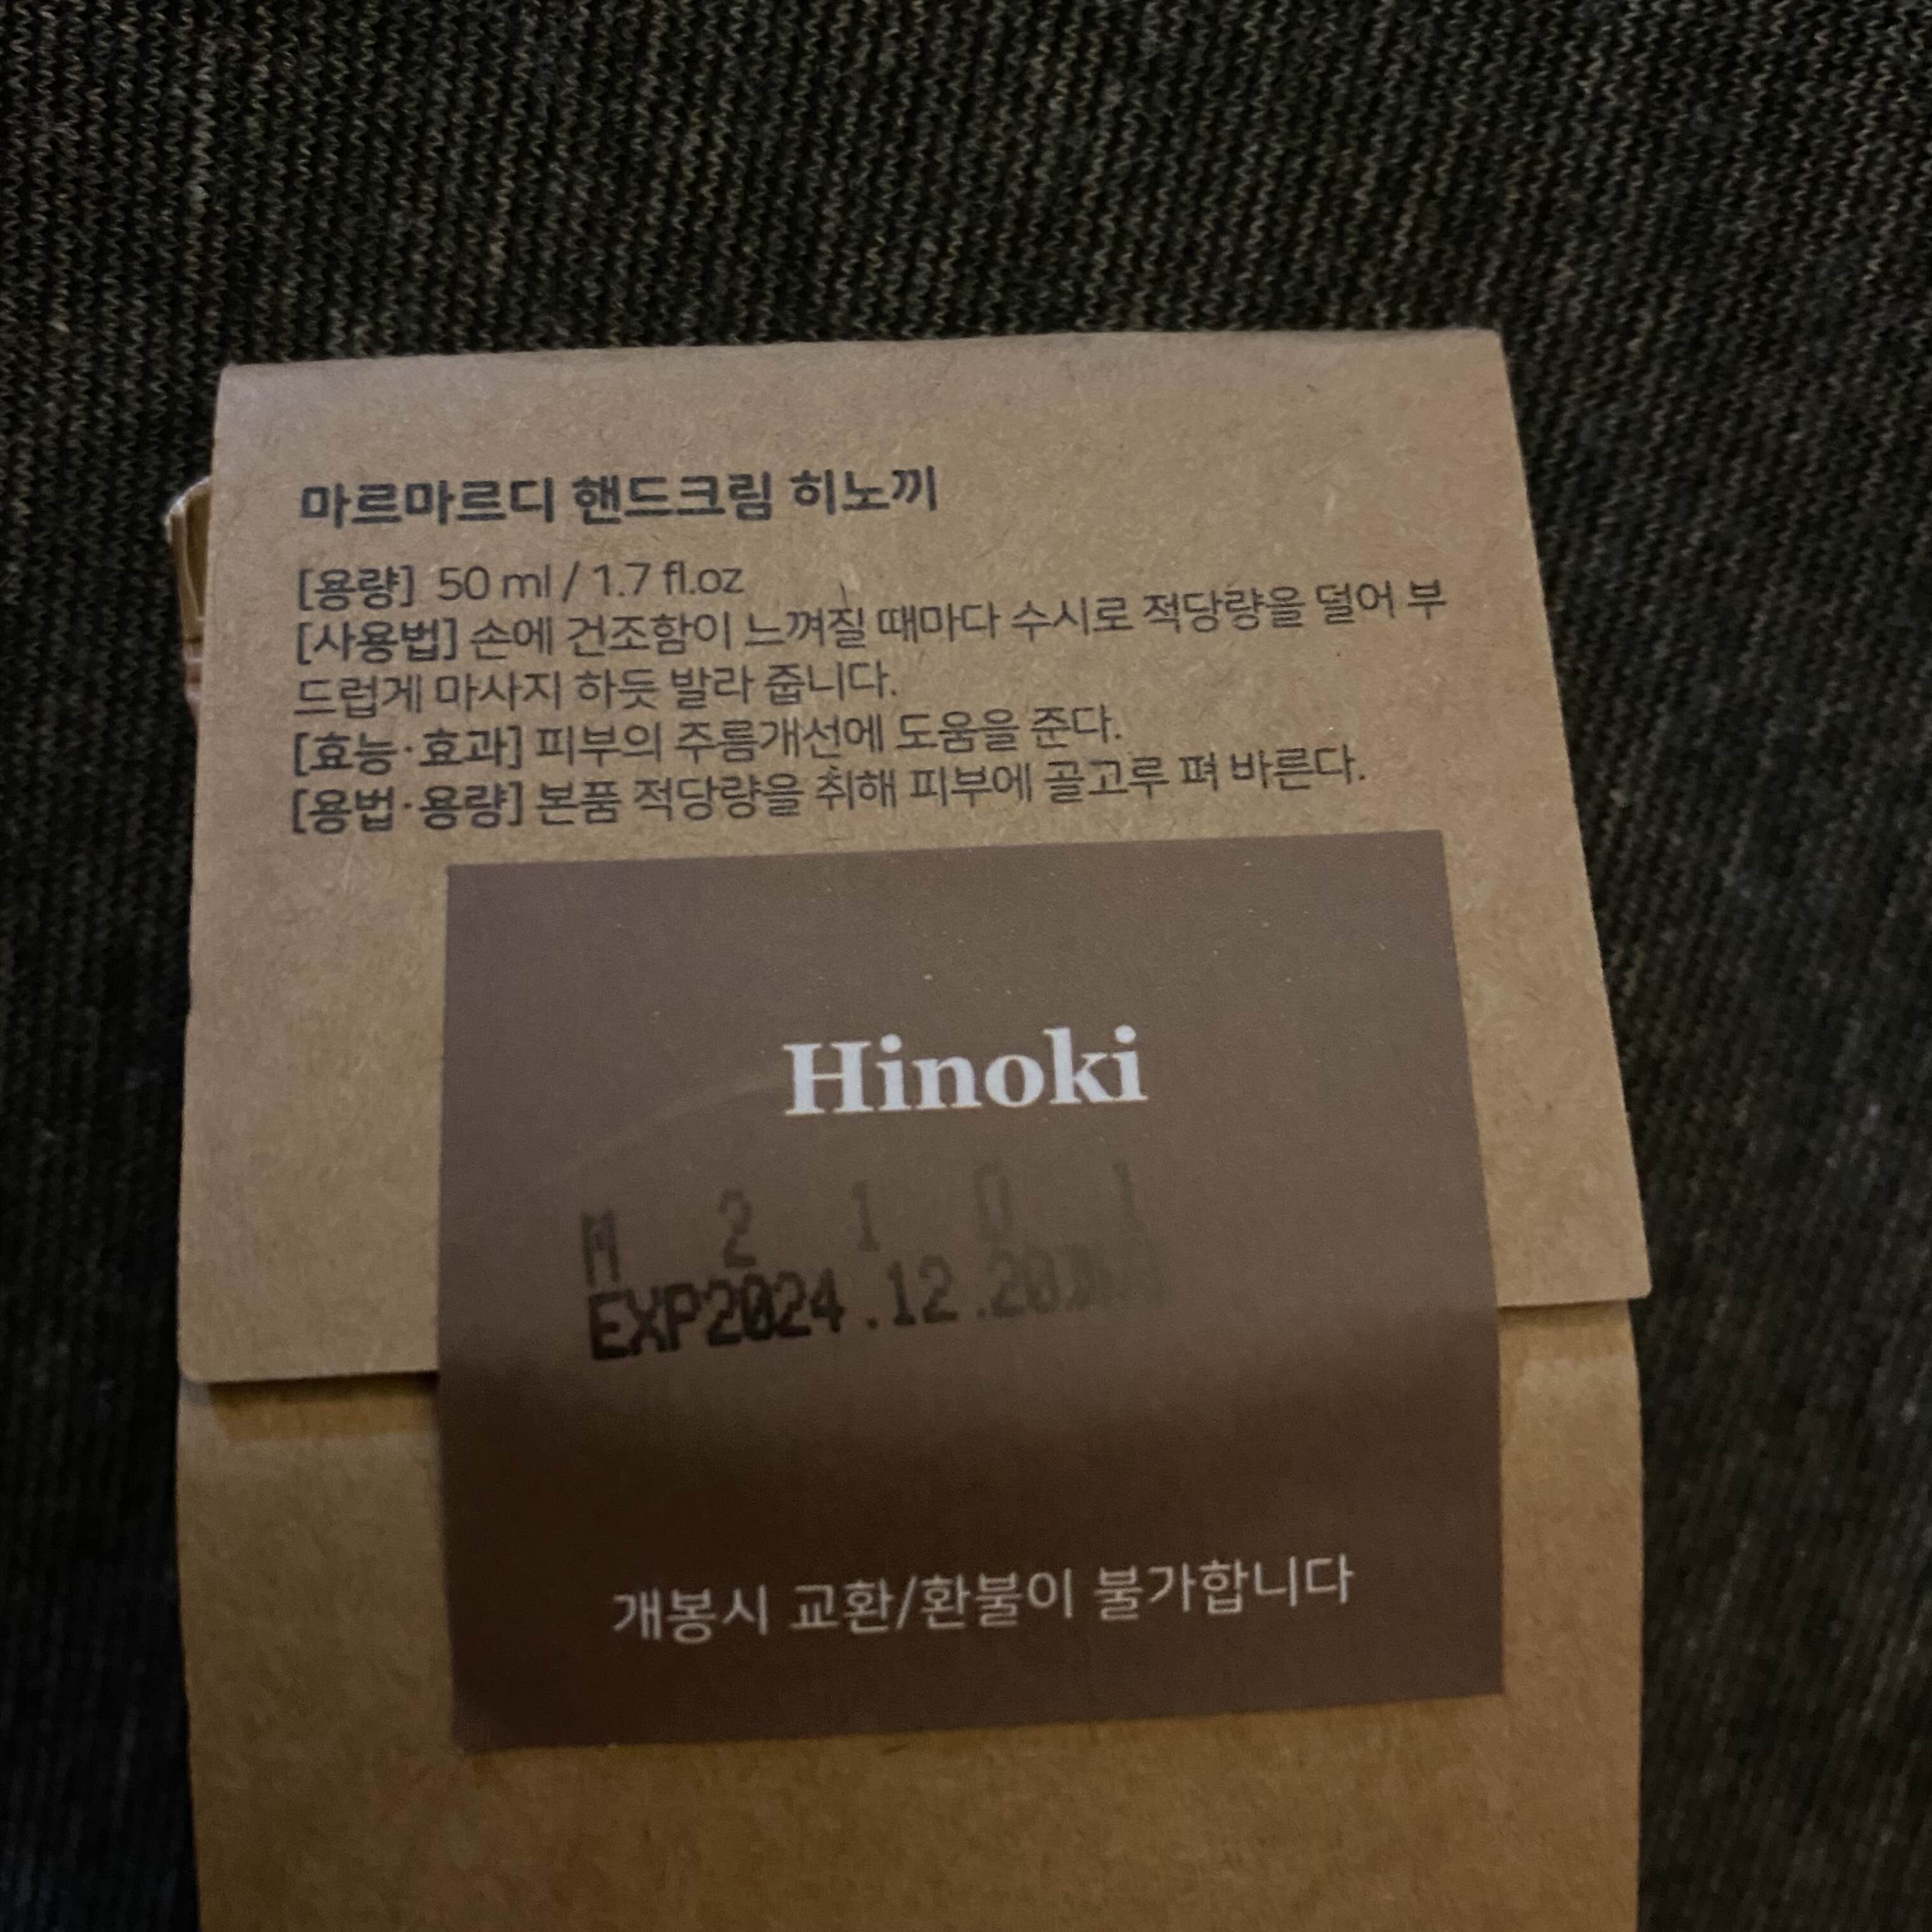 마르마르디 핸드크림 히노끼
[용량] 50 ml / 1.7 fl.oz
[사용법] 손에 건조함이 느껴질 때마다 수시로 적당량을 덜어 부
드럽게 마사지 하듯 발라 줍니다.
[효능·효과] 피부의 주름개선에 도움을 준다.
[용법·용량] 본품 적당량을 취해 피부에 골고루 펴 바른다.
Hinoki
M 2 1 0 1
EXP2024.12.20
개봉시 교환/환불이 불가합니다